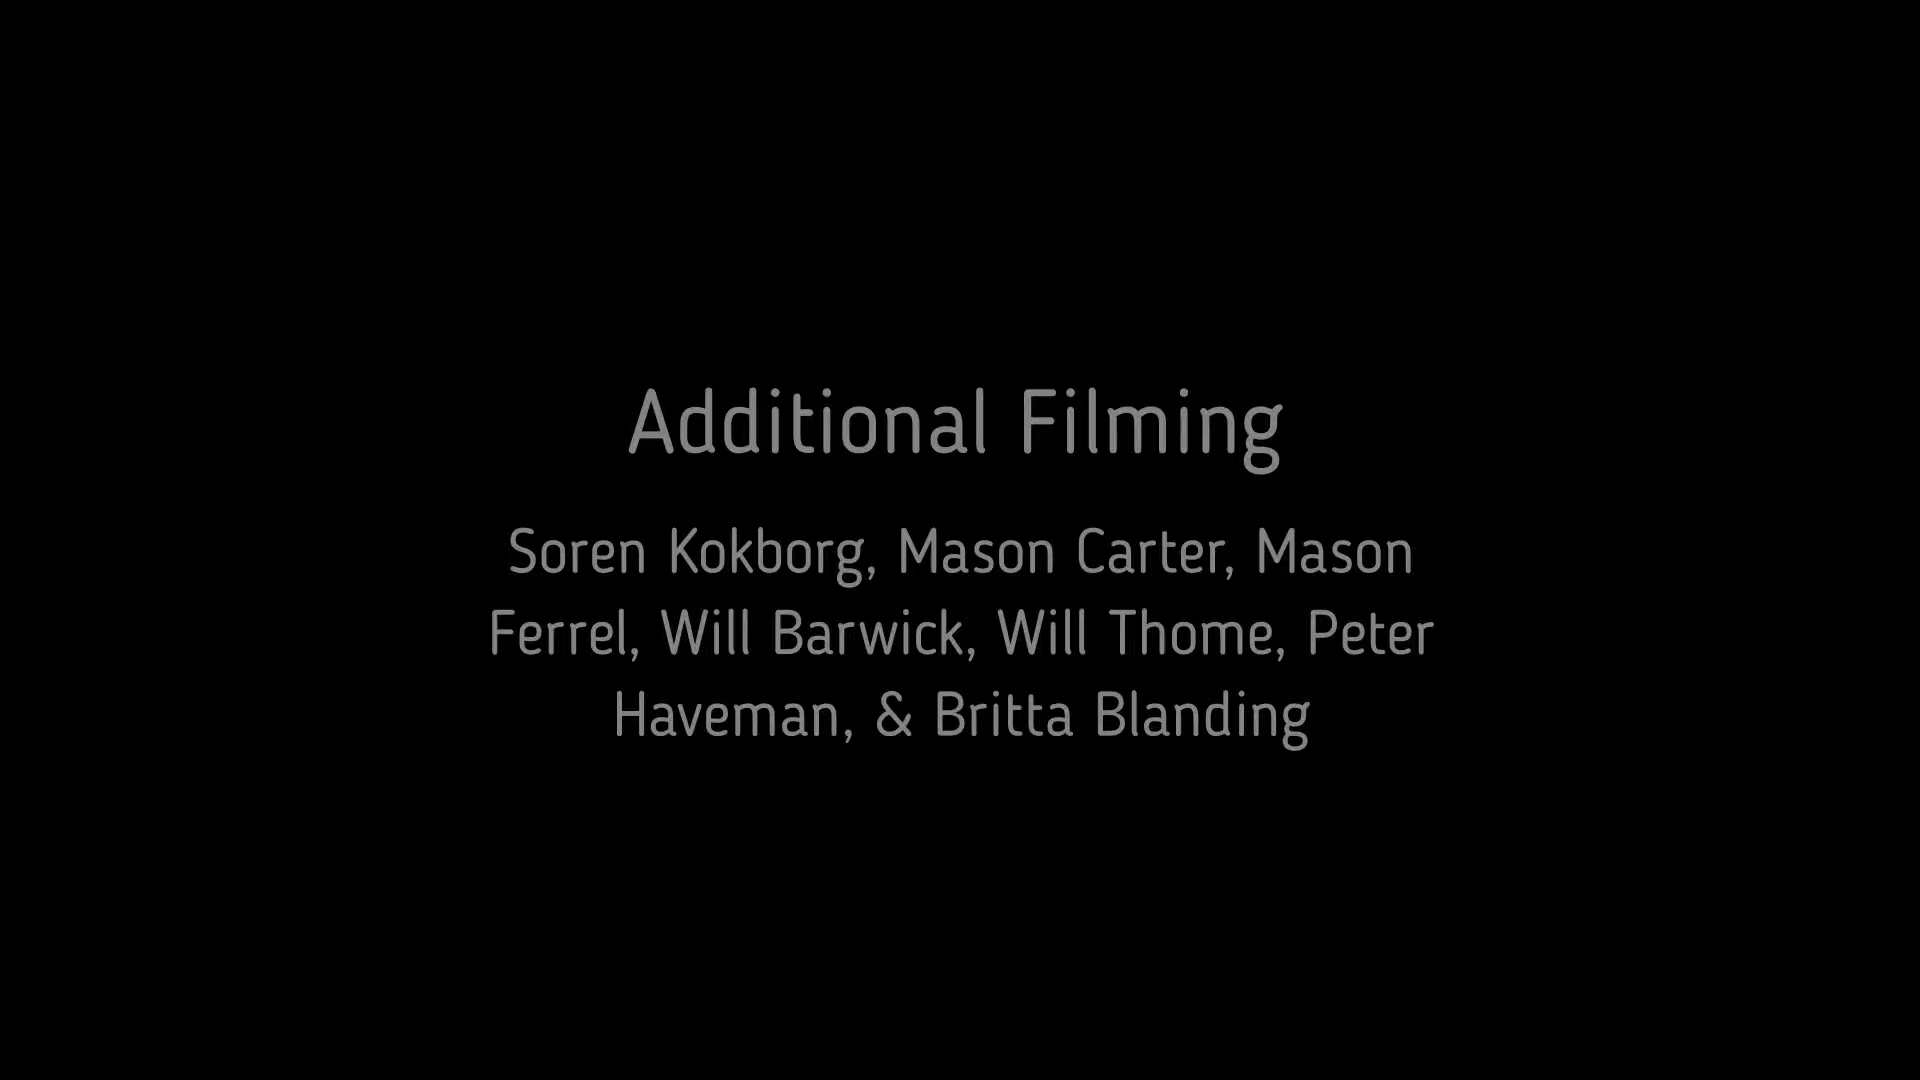 Additional Filming
Soren Kokborg, Mason Carter, Mason
Ferrel, Will Barwick, Will Thome, Peter
Haveman, & Britta Blanding